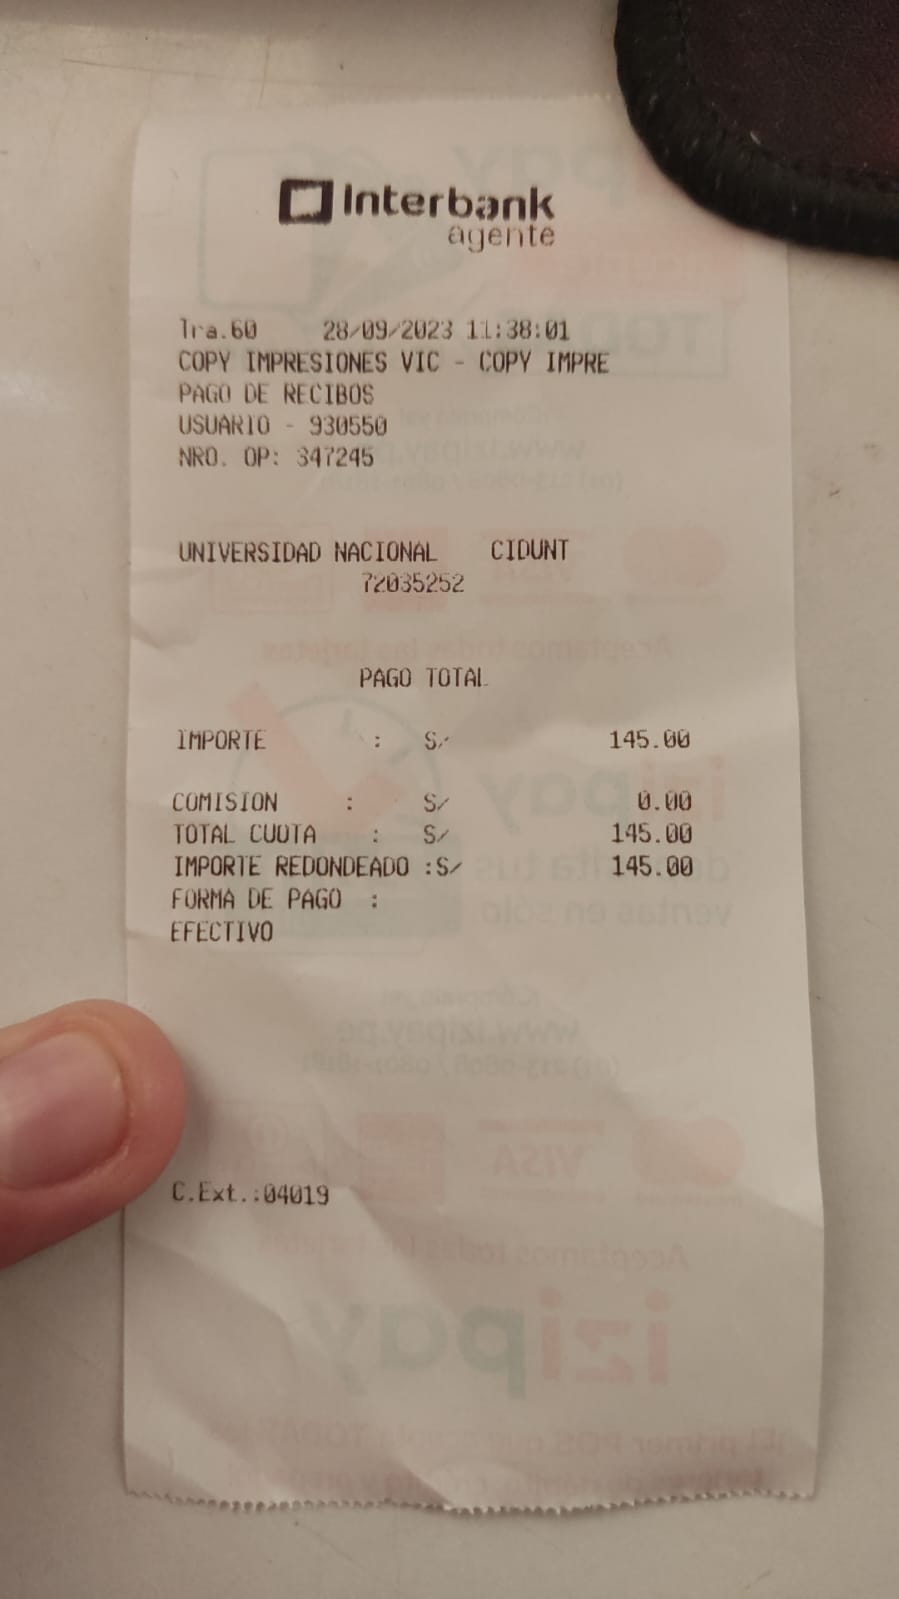 Interbank
agente
Tra.60 28/09/2023 11:38:01
COPY IMPRESIONES VIC - COPY IMPRE
PAGO DE RECIBOS
USUARIO - 930550
NRO. OP: 347245
UNIVERSIDAD NACIONAL CIDUNT
72035252
PAGO TOTAL
IMPORTE : S/ 145.00
COMISION : S/ 0.00
TOTAL CUOTA : S/ 145.00
IMPORTE REDONDEADO :S/ 145.00
FORMA DE PAGO :
EFECTIVO
C.Ext.:04019